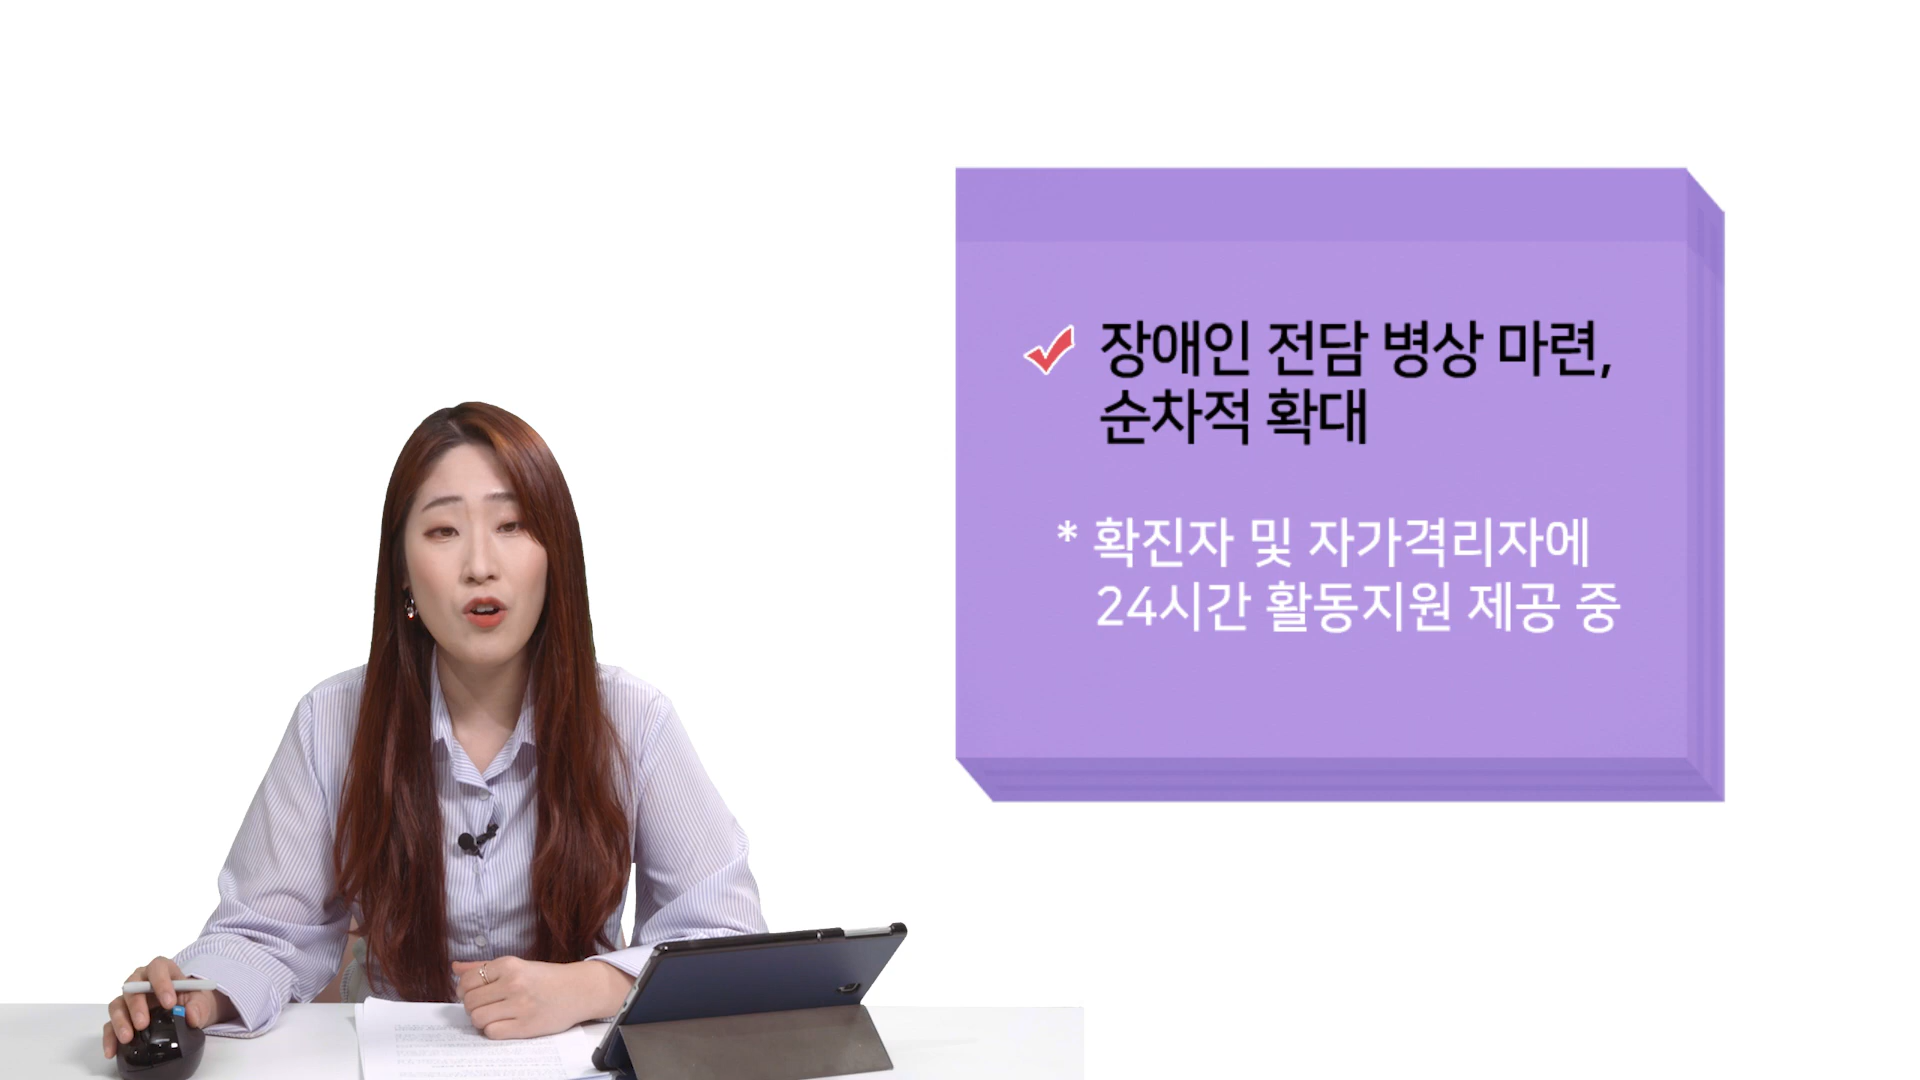 장애인 전담 병상 마련,
순차적 확대
* 확진자 및 자가격리자에
24시간 활동지원 제공 중